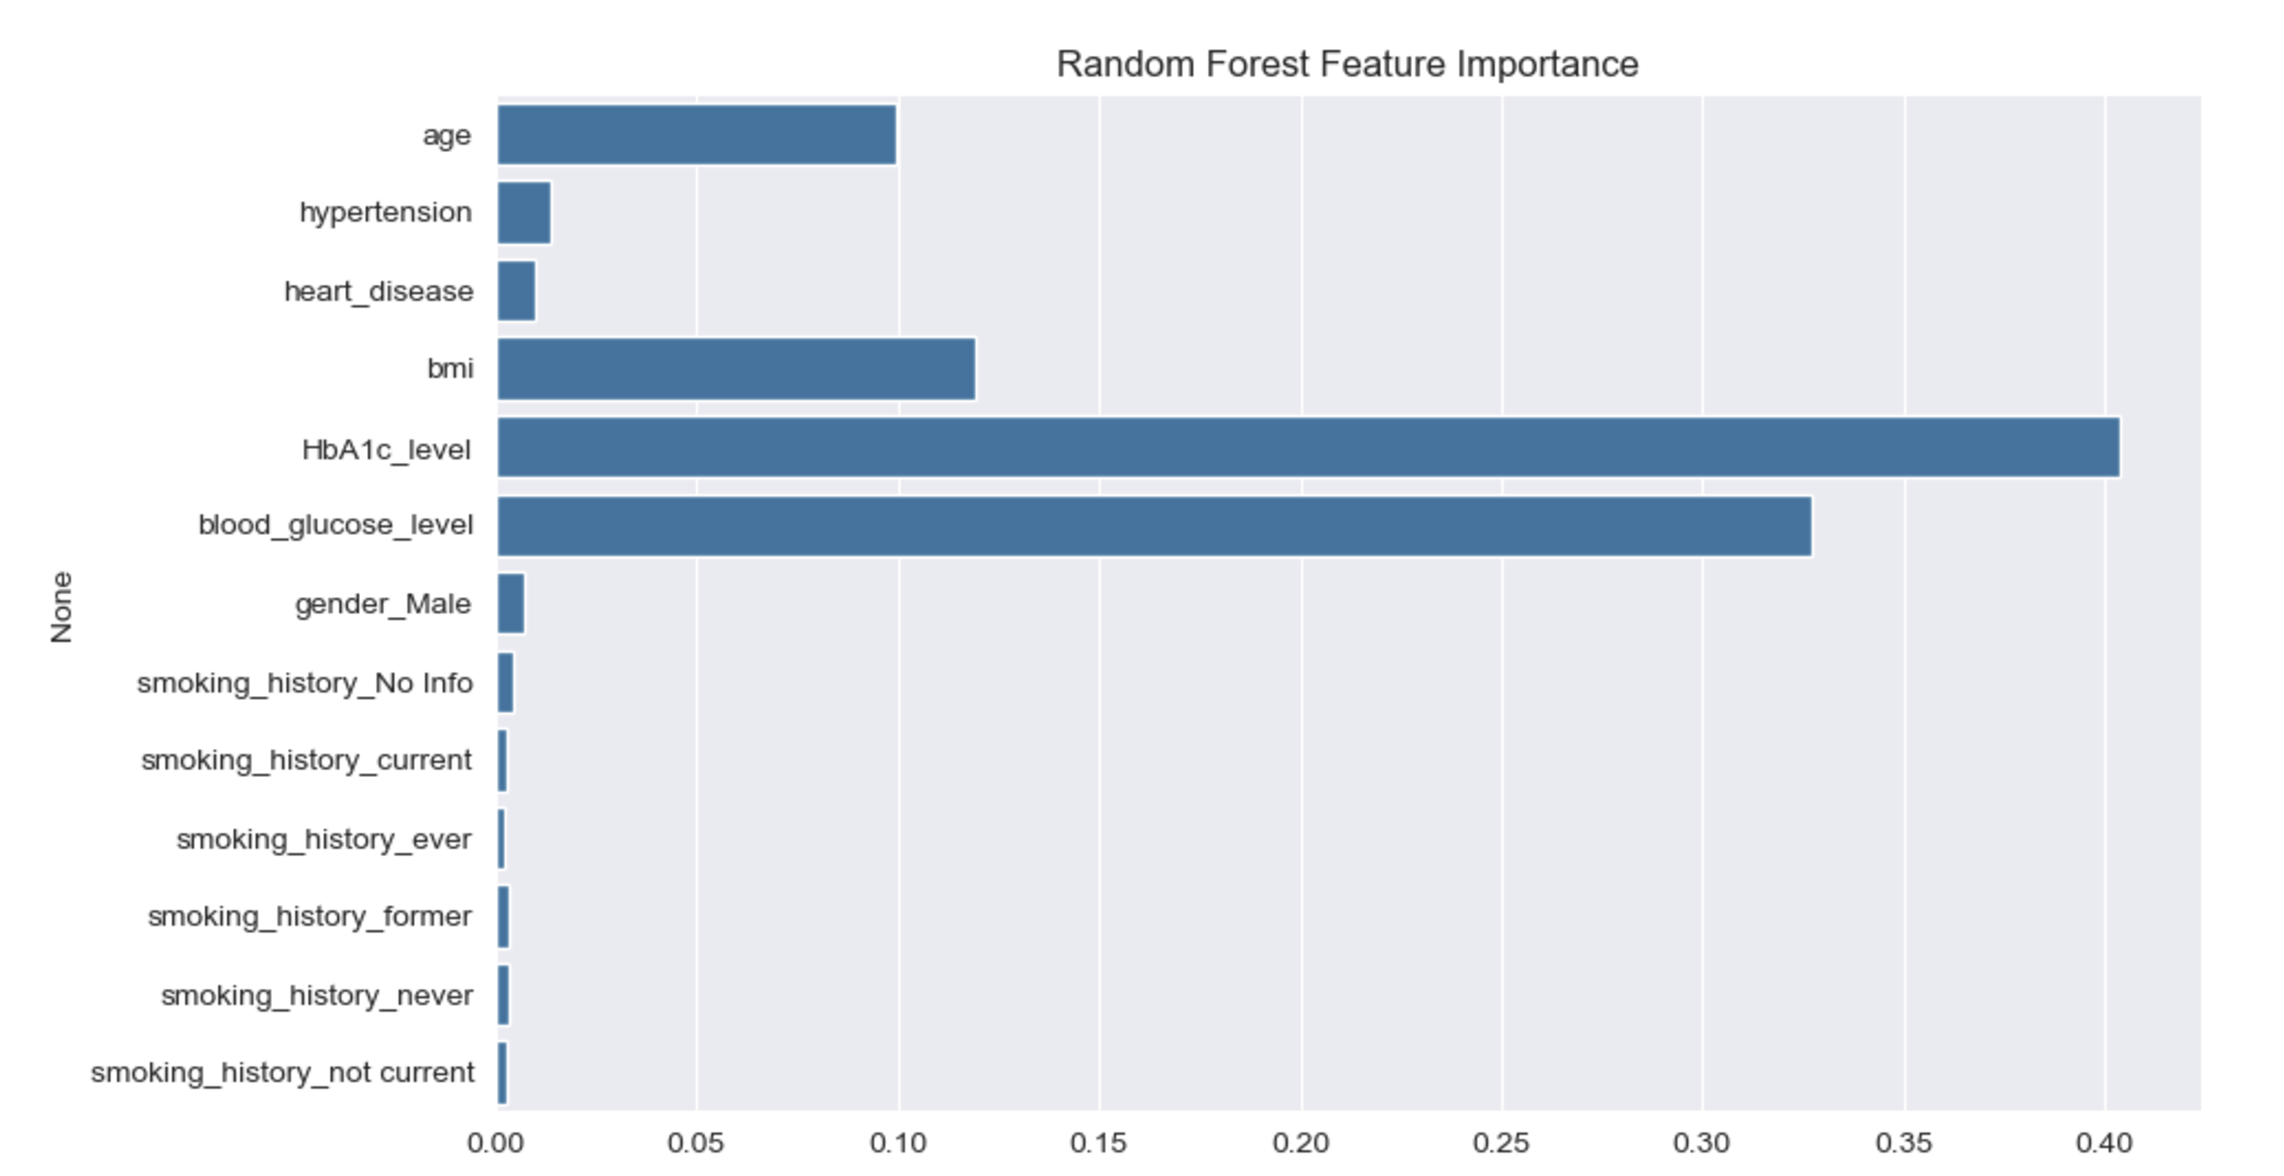 Random Forest Feature Importance
age
hypertension
heart_disease
bmi
HbA1c_level
blood_glucose_level
None
gender_Male
smoking_history_No Info
smoking_history_current
smoking_history_ever
smoking_history_former
smoking_history_never
smoking_history_not current
0.00 0.05 0.10 0.15 0.20 0.25 0.30 0.35 0.40